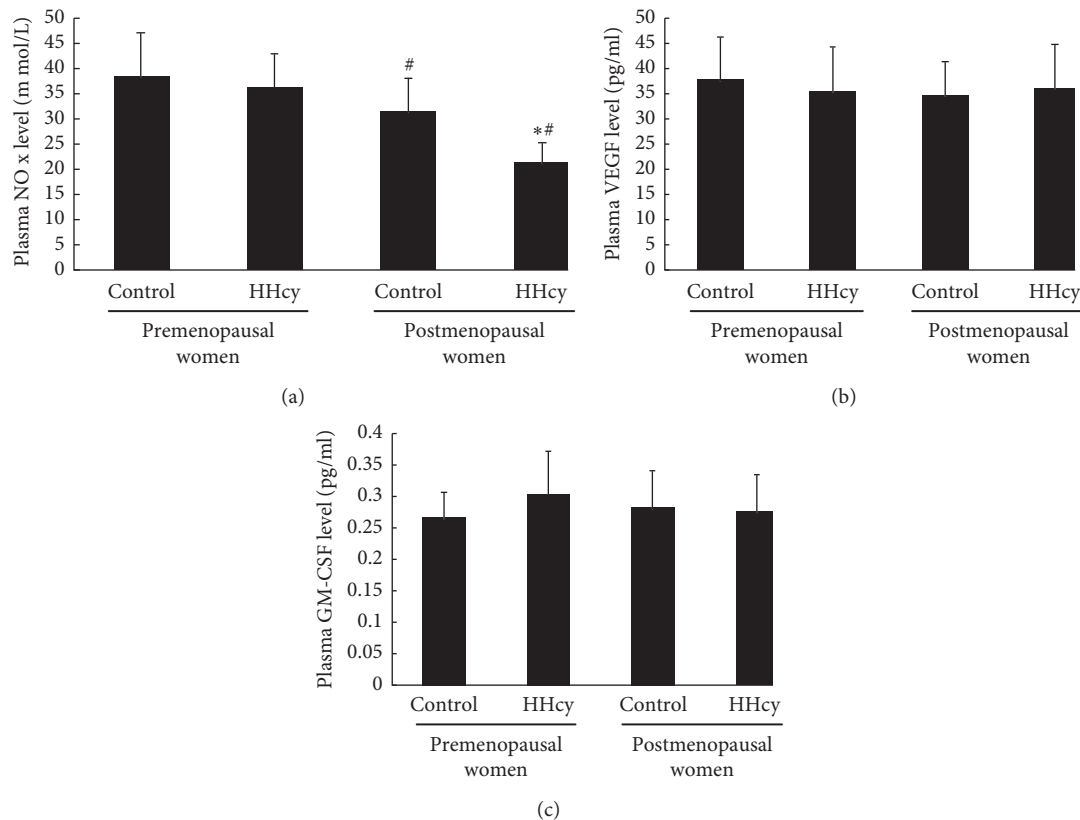 Plasma NO x level (m mol/L)
50
45
40
35
30
25
20
15
10
5
0
#
*#
Control HHcy Control HHcy
Premenopausal Postmenopausal
women women
(a)
Plasma VEGF level (pg/ml)
50
45
40
35
30
25
20
15
10
5
0
Control HHcy Control HHcy
Premenopausal Postmenopausal
women women
(b)
Plasma GM-CSF level (pg/ml)
0.4
0.35
0.3
0.25
0.2
0.15
0.1
0.05
0
Control HHcy Control HHcy
Premenopausal Postmenopausal
women women
(c)